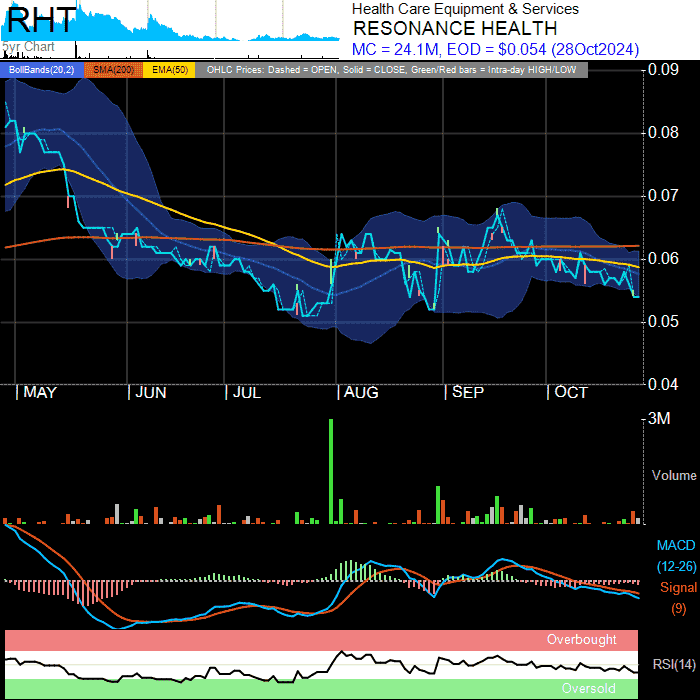 RHT
Health Care Equipment & Services
RESONANCE HEALTH
5yr Chart
MC = 24.1M, EOD = $0.054 (28Oct2024)
BollBands(20,2) SMA(200) EMA(50) OHLC Prices: Dashed = OPEN, Solid = CLOSE, Green/Red bars = Intra-day HIGH/LOW
0.09
0.08
0.07
0.06
0.05
0.04
MAY JUN JUL AUG SEP OCT
3M
Volume
MACD
(12-26)
Signal
(9)
Overbought
RSI(14)
Oversold